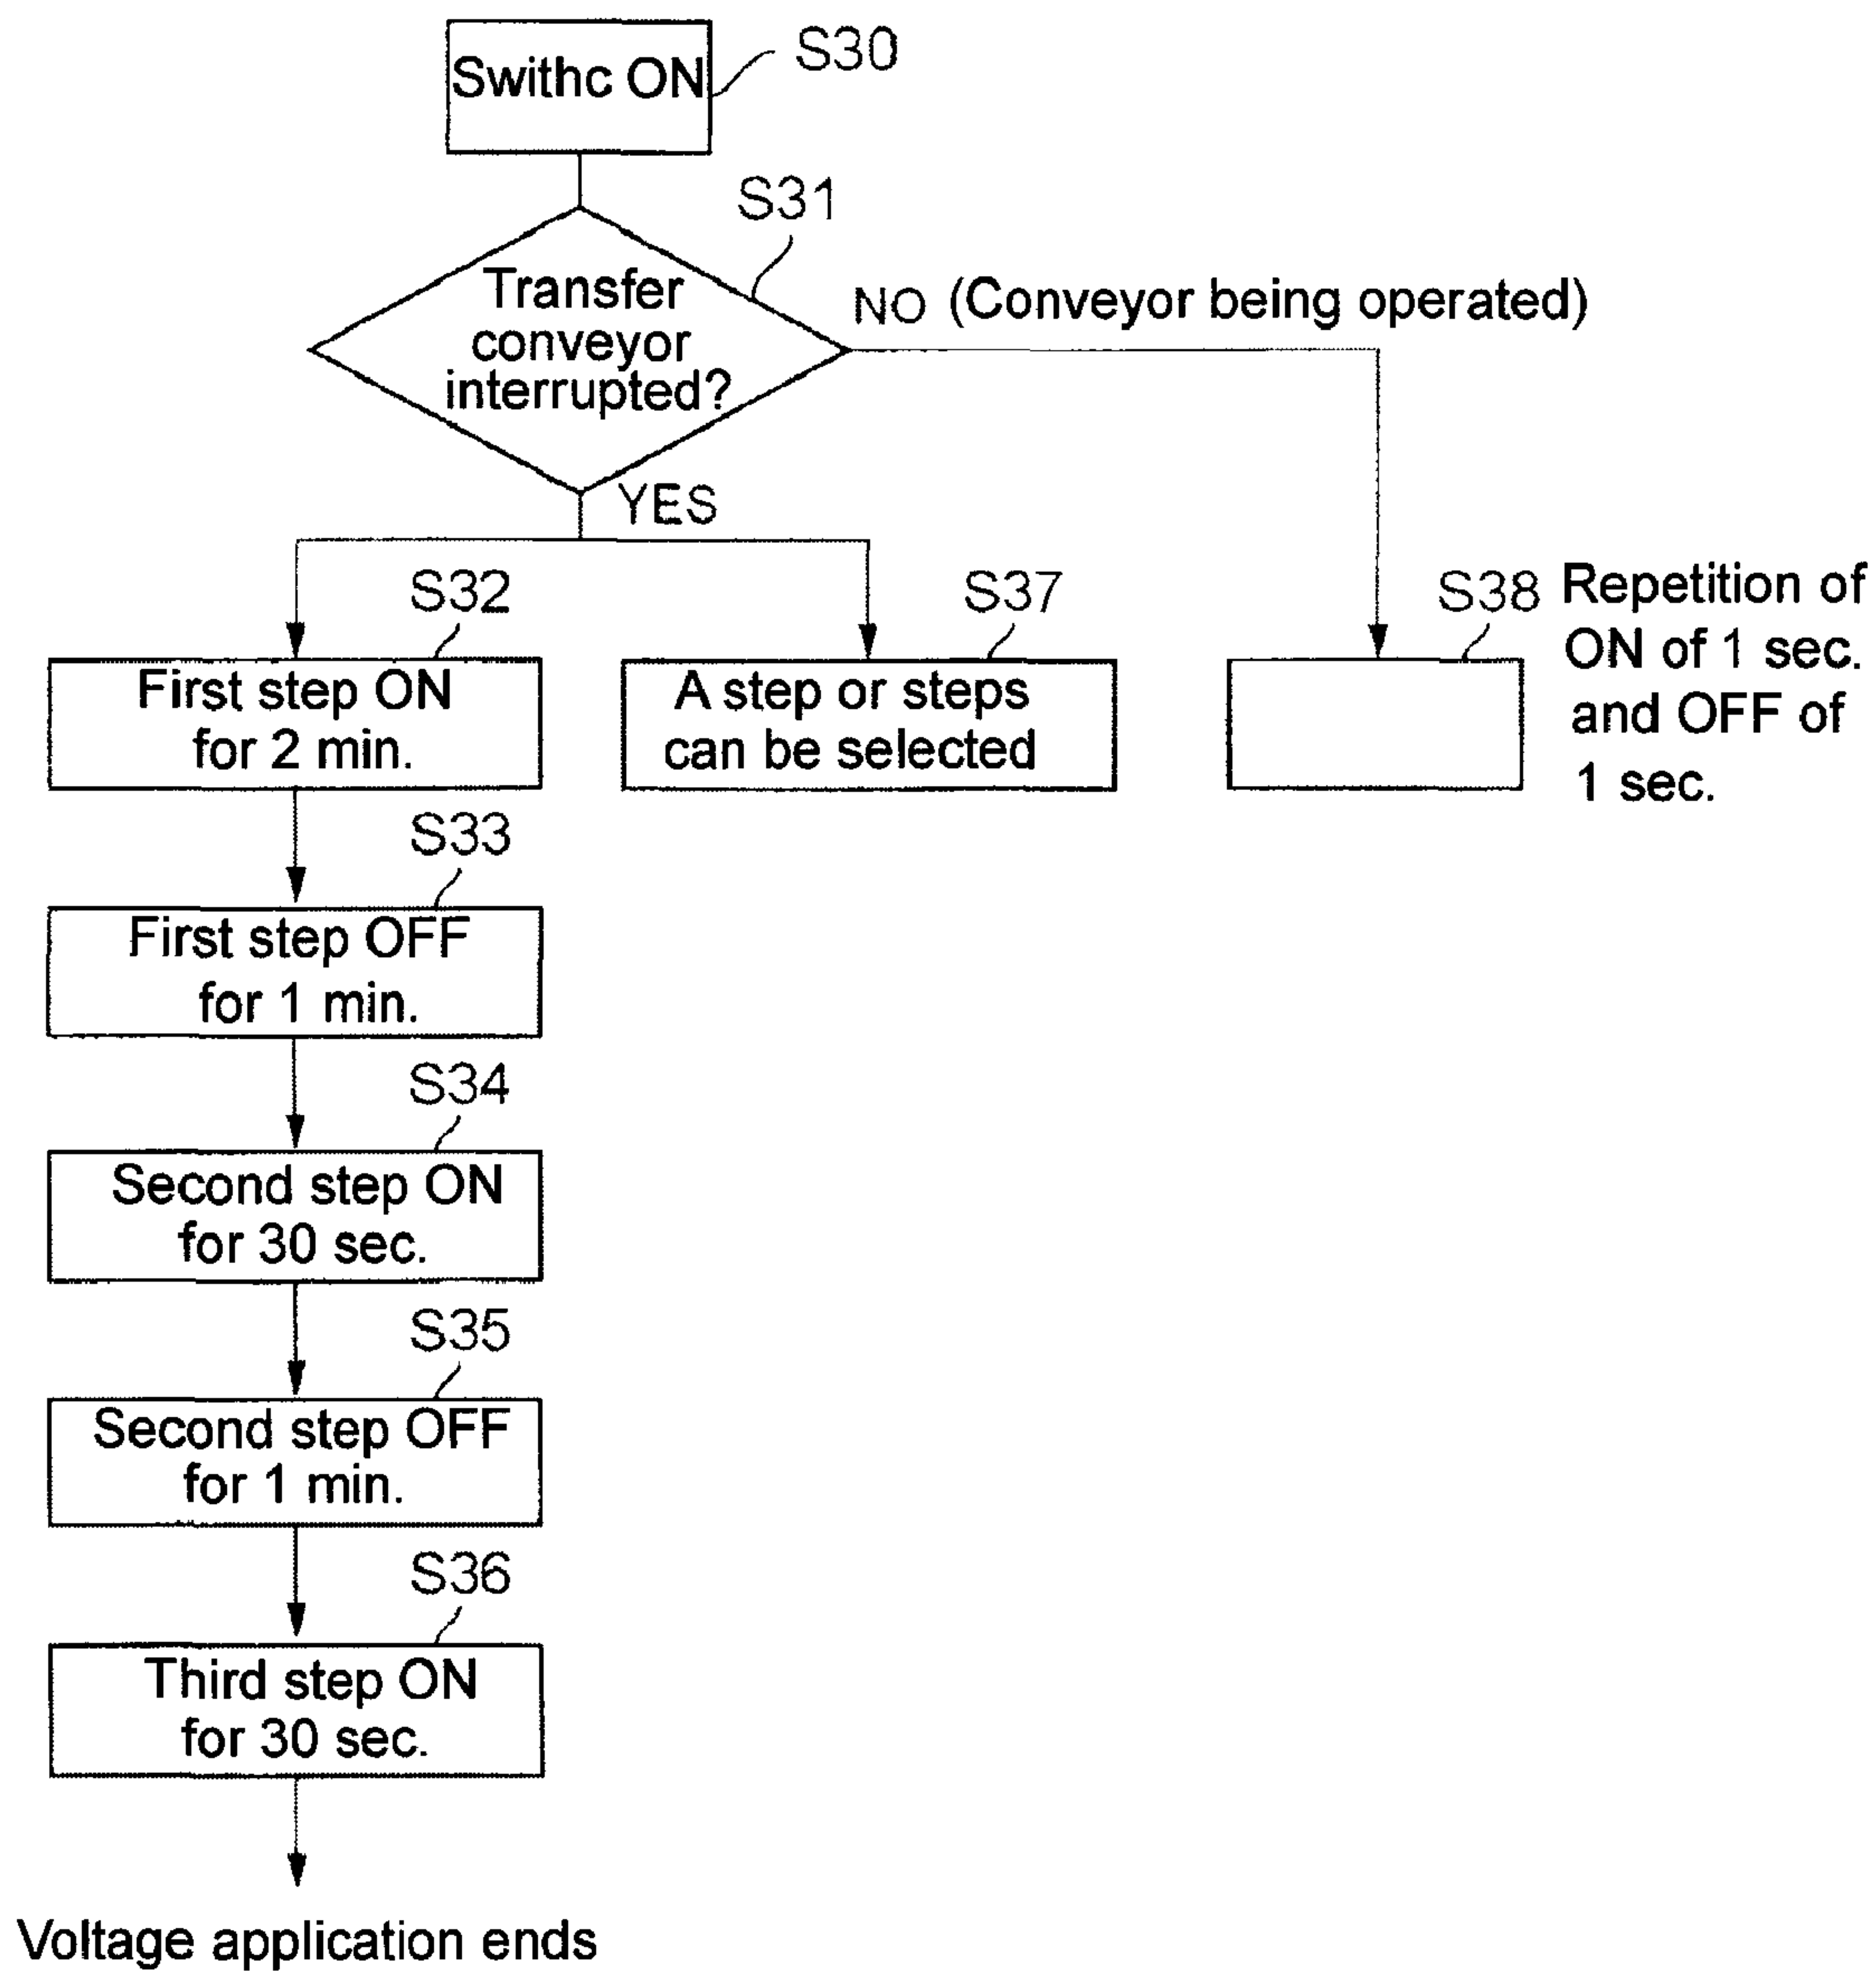 Swithc ON
S30
S31
Transfer
conveyor
interrupted?
NO (Conveyor being operated)
YES
S32
First step ON
for 2 min.
S37
A step or steps
can be selected
S38
Repetition of
ON of 1 sec.
and OFF of
1 sec.
S33
First step OFF
for 1 min.
S34
Second step ON
for 30 sec.
S35
Second step OFF
for 1 min.
S36
Third step ON
for 30 sec.
Voltage application ends